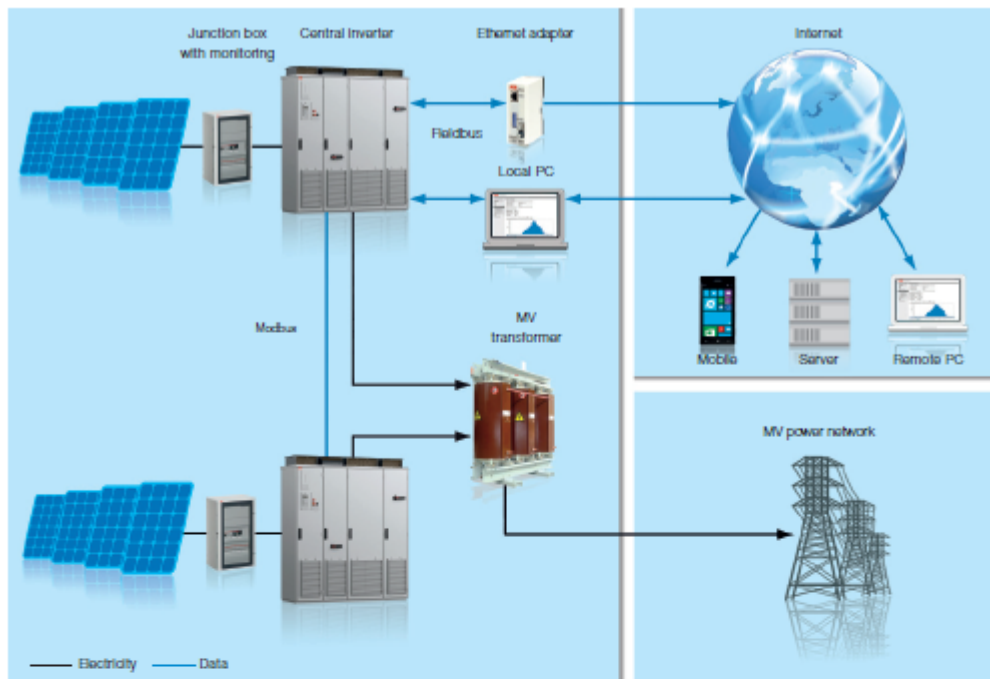 Junction box
with monitoring
Central inverter
Ethernet adapter
Internet
Fieldbus
Local PC
Modbus
MV
transformer
Mobile
Server
Remote PC
MV power network
Electricity
Data